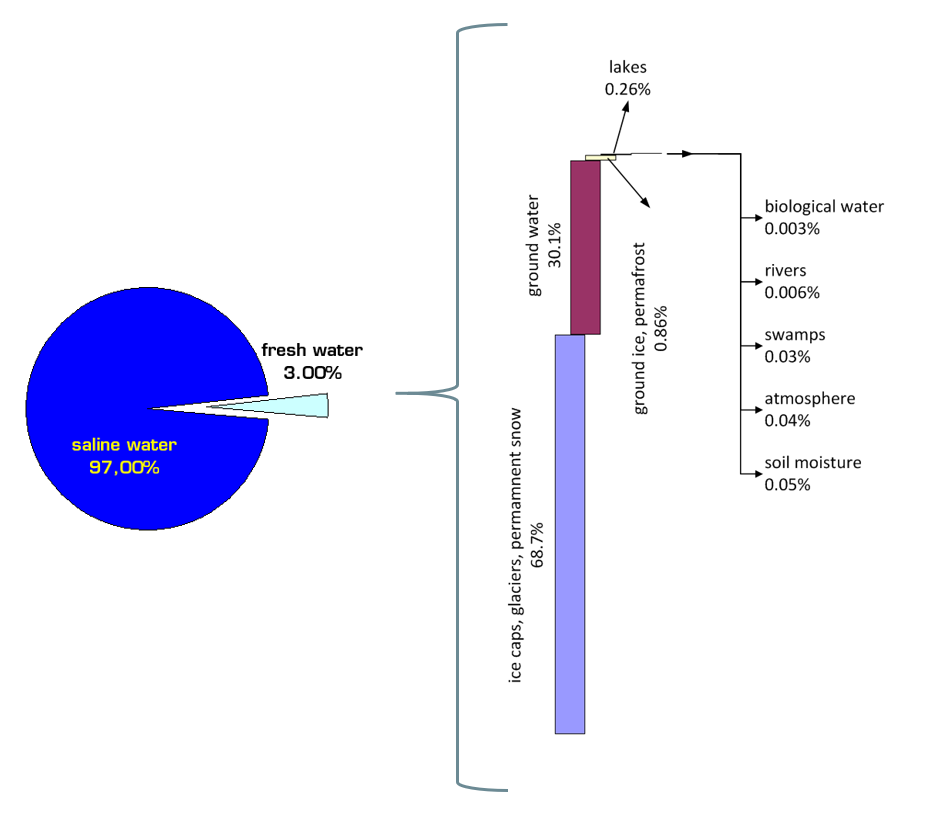 fresh water
3.00%
saline water
97,00%
lakes
0.26%
ground water
30.1%
ground ice, permafrost
0.86%
ice caps, glaciers, permamnent snow
68.7%
biological water
0.003%
rivers
0.006%
swamps
0.03%
atmosphere
0.04%
soil moisture
0.05%